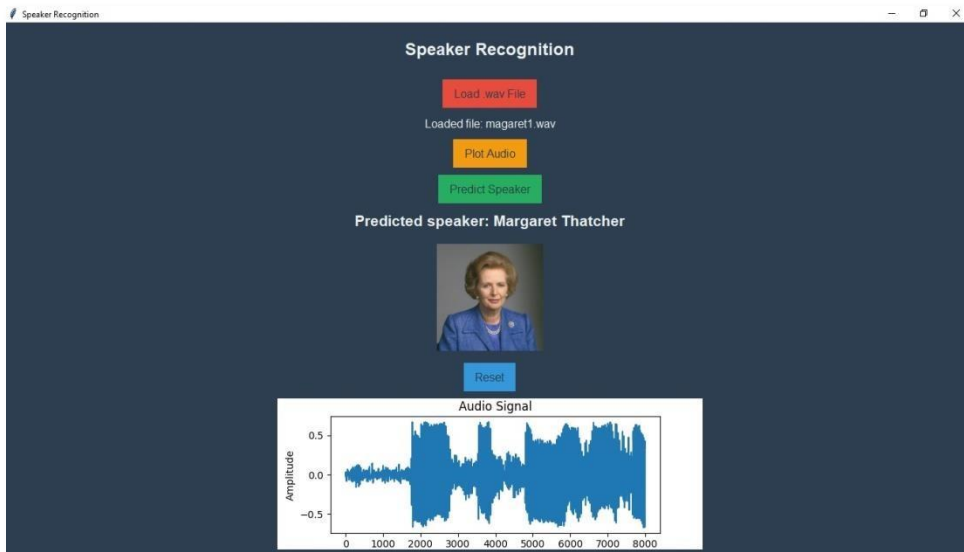 Speaker Recognition
Speaker Recognition
Load .wav File
Loaded file: magaret1.wav
Plot Audio
Predict Speaker
Predicted speaker: Margaret Thatcher
Reset
Audio Signal
Amplitude
0.5
0.0
−0.5
0 1000 2000 3000 4000 5000 6000 7000 8000